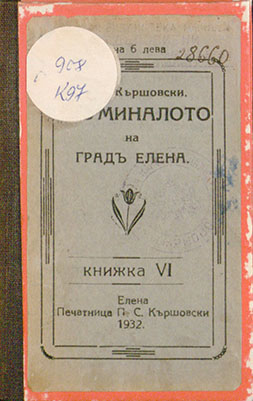 908
К97
на 6 лева
28660
Кършовски.
МИНАЛОТО
на
ГРАДЪ ЕЛЕНА.
книжка VI
Елена
Печатница П. С. Кършовски
1932.